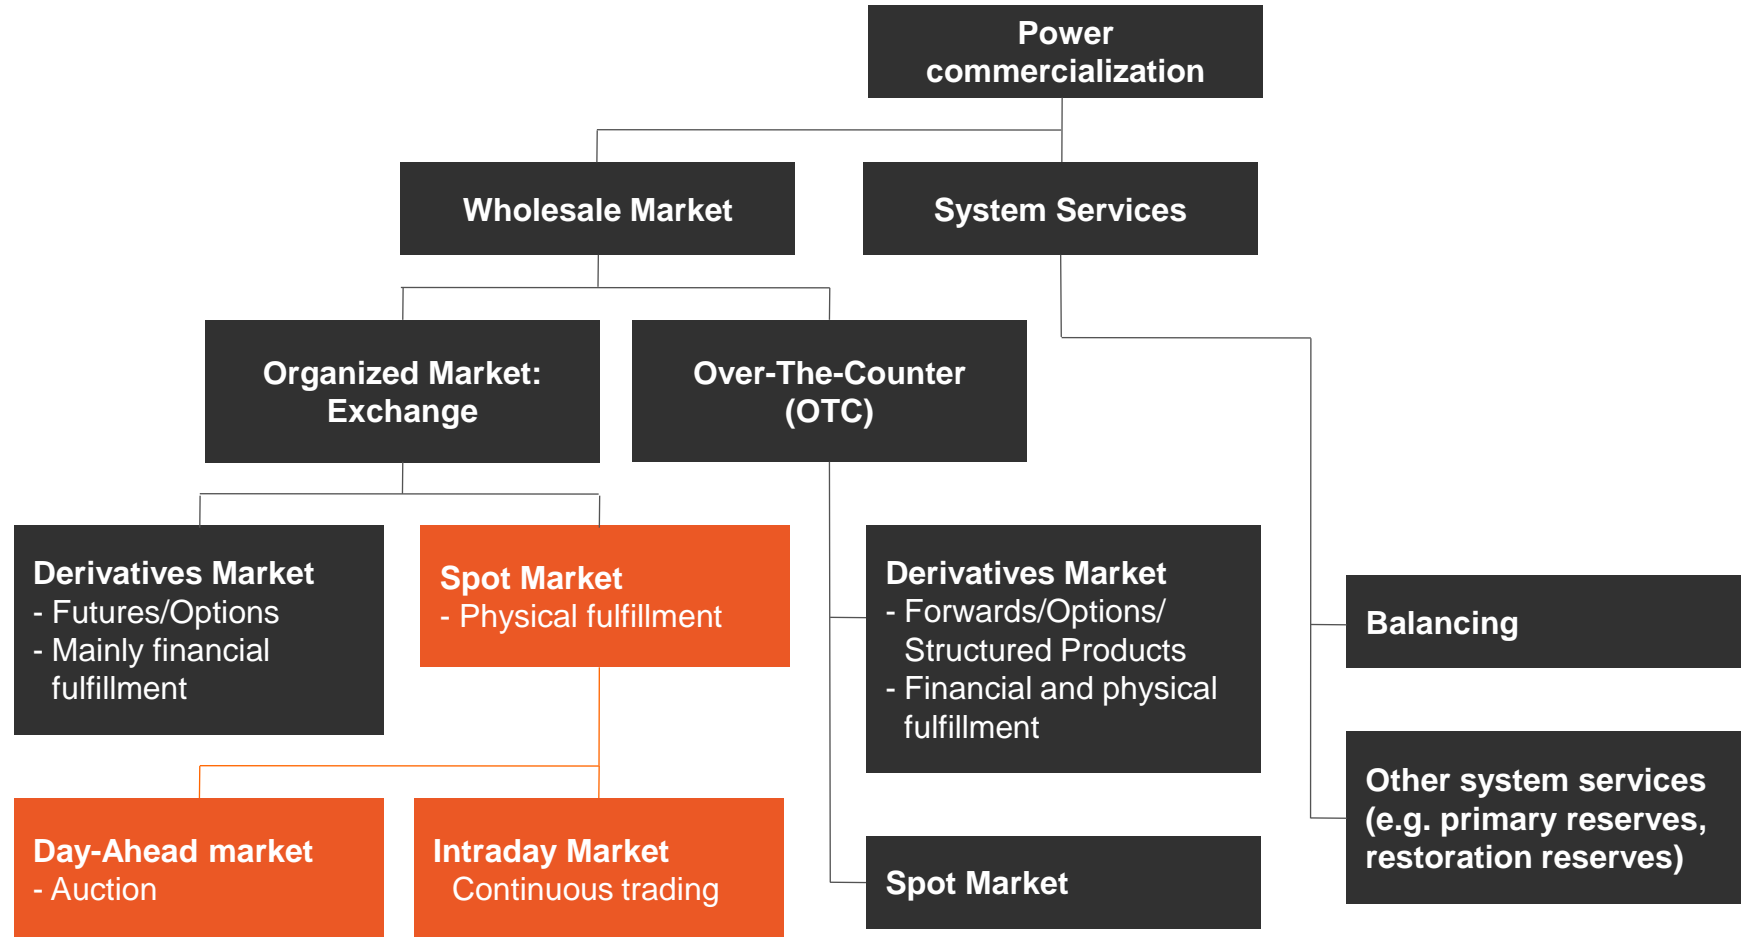 Power
commercialization
Wholesale Market
System Services
Organized Market:
Exchange
Over-The-Counter
(OTC)
Derivatives Market
- Futures/Options
- Mainly financial
fulfillment
Spot Market
- Physical fulfillment
Derivatives Market
- Forwards/Options/
Structured Products
- Financial and physical
fulfillment
Balancing
Other system services
(e.g. primary reserves,
restoration reserves)
Day-Ahead market
- Auction
Intraday Market
Continuous trading
Spot Market